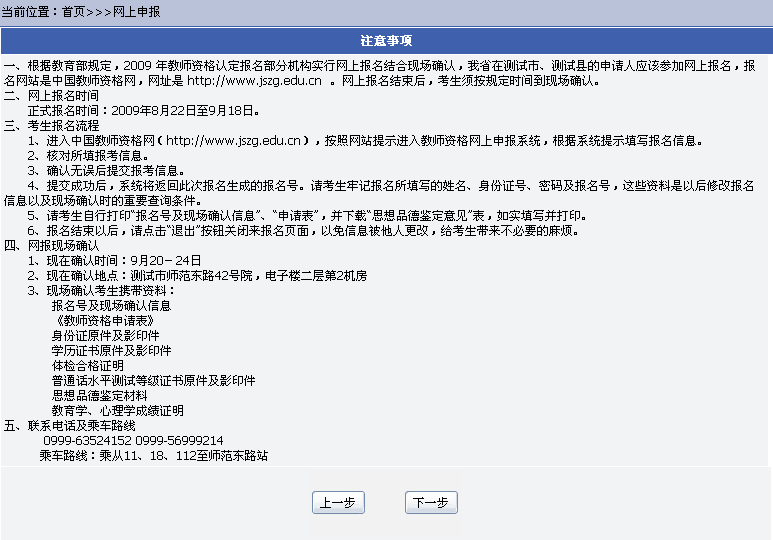 当前位置：首页>>>网上申报
注意事项
一、根据教育部规定，2009 年教师资格认定报名部分机构实行网上报名结合现场确认，我省在测试市、测试县的申请人应该参加网上报名，报
名网站是中国教师资格网，网址是 http://www.jszg.edu.cn 。网上报名结束后，考生须按规定时间到现场确认。
二、网上报名时间
正式报名时间：2009年8月22日至9月18日。
三、考生报名流程
1、进入中国教师资格网（http://www.jszg.edu.cn），按照网站提示进入教师资格网上申报系统，根据系统提示填写报名信息。
2、核对所填报考信息。
3、确认无误后提交报考信息。
4、提交成功后，系统将返回此次报名生成的报名号。请考生牢记报名所填写的姓名、身份证号、密码及报名号，这些资料是以后修改报名
信息以及现场确认时的重要查询条件。
5、请考生自行打印“报名号及现场确认信息”、“申请表”，并下载“思想品德鉴定意见”表，如实填写并打印。
6、报名结束以后，请点击“退出”按钮关闭来报名页面，以免信息被他人更改，给考生带来不必要的麻烦。
四、网报现场确认
1、现在确认时间：9月20－24日
2、现在确认地点：测试市师范东路42号院，电子楼二层第2机房
3、现场确认考生携带资料：
报名号及现场确认信息
《教师资格申请表》
身份证原件及影印件
学历证书原件及影印件
体检合格证明
普通话水平测试等级证书原件及影印件
思想品德鉴定材料
教育学、心理学成绩证明
五、联系电话及乘车路线
0999-63524152 0999-56999214
乘车路线：乘从11、18、112至师范东路站
上一步 下一步